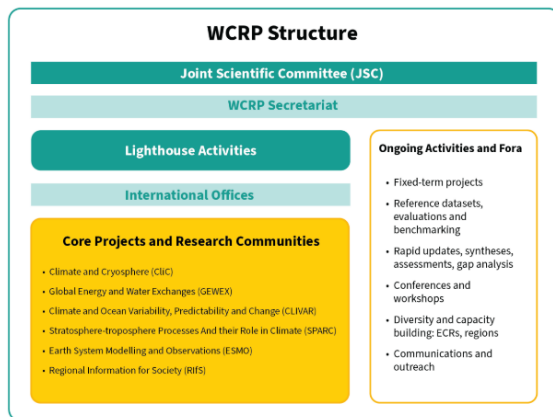 WCRP Structure
Joint Scientific Committee (JSC)
WCRP Secretariat
Lighthouse Activities
International Offices
Core Projects and Research Communities
• Climate and Cryosphere (CliC)
• Global Energy and Water Exchanges (GEWEX)
• Climate and Ocean Variability, Predictability and Change (CLIVAR)
• Stratosphere-troposphere Processes And their Role in Climate (SPARC)
• Earth System Modelling and Observations (ESMO)
• Regional Information for Society (RIfS)
Ongoing Activities and Fora
• Fixed-term projects
• Reference datasets,
evaluations and
benchmarking
• Rapid updates, syntheses,
assessments, gap analysis
• Conferences and
workshops
• Diversity and capacity
building: ECRs, regions
• Communications and
outreach